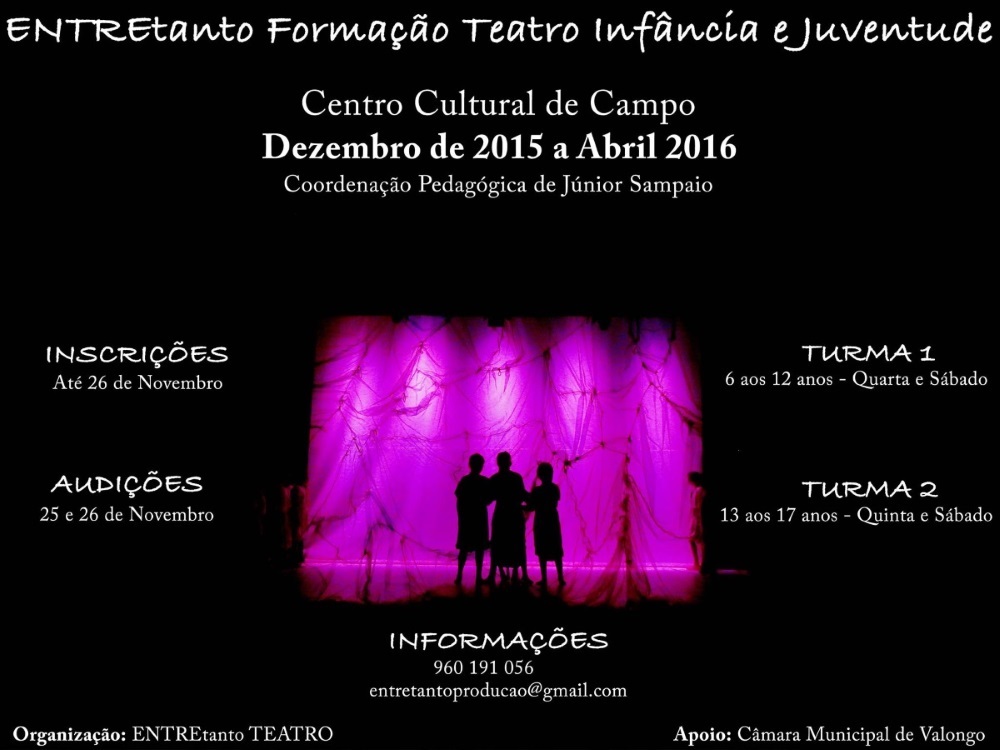 ENTREtanto Formação Teatro Infância e Juventude
Centro Cultural de Campo
Dezembro de 2015 a Abril 2016
Coordenação Pedagógica de Júnior Sampaio
INSCRIÇÕES
Até 26 de Novembro
AUDIÇÕES
25 e 26 de Novembro
TURMA 1
6 aos 12 anos - Quarta e Sábado
TURMA 2
13 aos 17 anos - Quinta e Sábado
INFORMAÇÕES
960 191 056
entretantoproducao@gmail.com
Organização: ENTREtanto TEATRO
Apoio: Câmara Municipal de Valongo